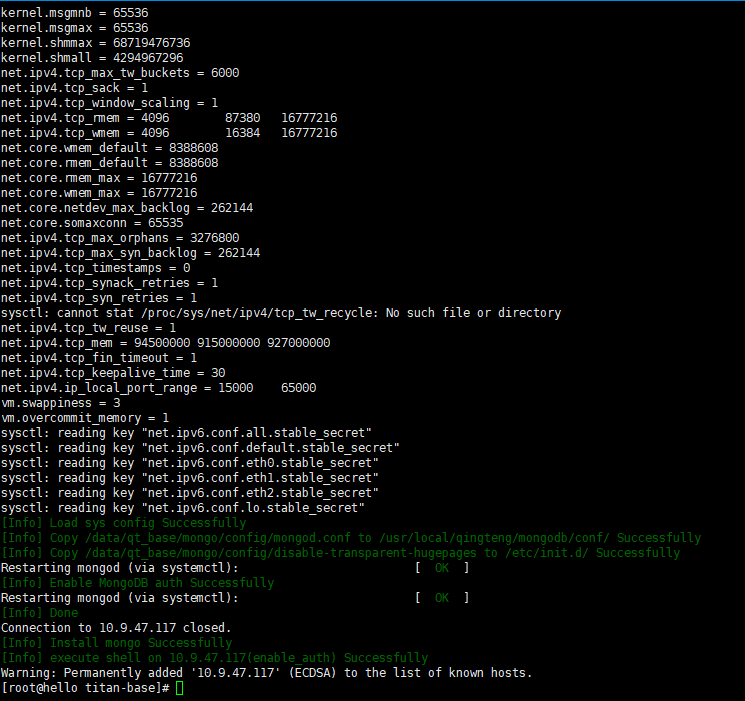 kernel.msgmnb = 65536
kernel.msgmax = 65536
kernel.shmmax = 68719476736
kernel.shmall = 4294967296
net.ipv4.tcp_max_tw_buckets = 6000
net.ipv4.tcp_sack = 1
net.ipv4.tcp_window_scaling = 1
net.ipv4.tcp_rmem = 4096        87380   16777216
net.ipv4.tcp_wmem = 4096        16384   16777216
net.core.wmem_default = 8388608
net.core.rmem_default = 8388608
net.core.rmem_max = 16777216
net.core.wmem_max = 16777216
net.core.netdev_max_backlog = 262144
net.core.somaxconn = 65535
net.ipv4.tcp_max_orphans = 3276800
net.ipv4.tcp_max_syn_backlog = 262144
net.ipv4.tcp_timestamps = 0
net.ipv4.tcp_synack_retries = 1
net.ipv4.tcp_syn_retries = 1
sysctl: cannot stat /proc/sys/net/ipv4/tcp_tw_recycle: No such file or directory
net.ipv4.tcp_tw_reuse = 1
net.ipv4.tcp_mem = 94500000 915000000 927000000
net.ipv4.tcp_fin_timeout = 1
net.ipv4.tcp_keepalive_time = 30
net.ipv4.ip_local_port_range = 15000    65000
vm.swappiness = 3
vm.overcommit_memory = 1
sysctl: reading key "net.ipv6.conf.all.stable_secret"
sysctl: reading key "net.ipv6.conf.default.stable_secret"
sysctl: reading key "net.ipv6.conf.eth0.stable_secret"
sysctl: reading key "net.ipv6.conf.eth1.stable_secret"
sysctl: reading key "net.ipv6.conf.eth2.stable_secret"
sysctl: reading key "net.ipv6.conf.lo.stable_secret"
[Info] Load sys config Successfully
[Info] Copy /data/qt_base/mongo/config/mongod.conf to /usr/local/qingteng/mongodb/conf/ Successfully
[Info] Copy /data/qt_base/mongo/config/disable-transparent-hugepages to /etc/init.d/ Successfully
Restarting mongod (via systemctl):                         [  OK  ]
[Info] Enable MongoDB auth Successfully
Restarting mongod (via systemctl):                         [  OK  ]
[Info] Done
Connection to 10.9.47.117 closed.
[Info] Install mongo Successfully
[Info] execute shell on 10.9.47.117(enable_auth) Successfully
Warning: Permanently added '10.9.47.117' (ECDSA) to the list of known hosts.
[root@hello titan-base]#